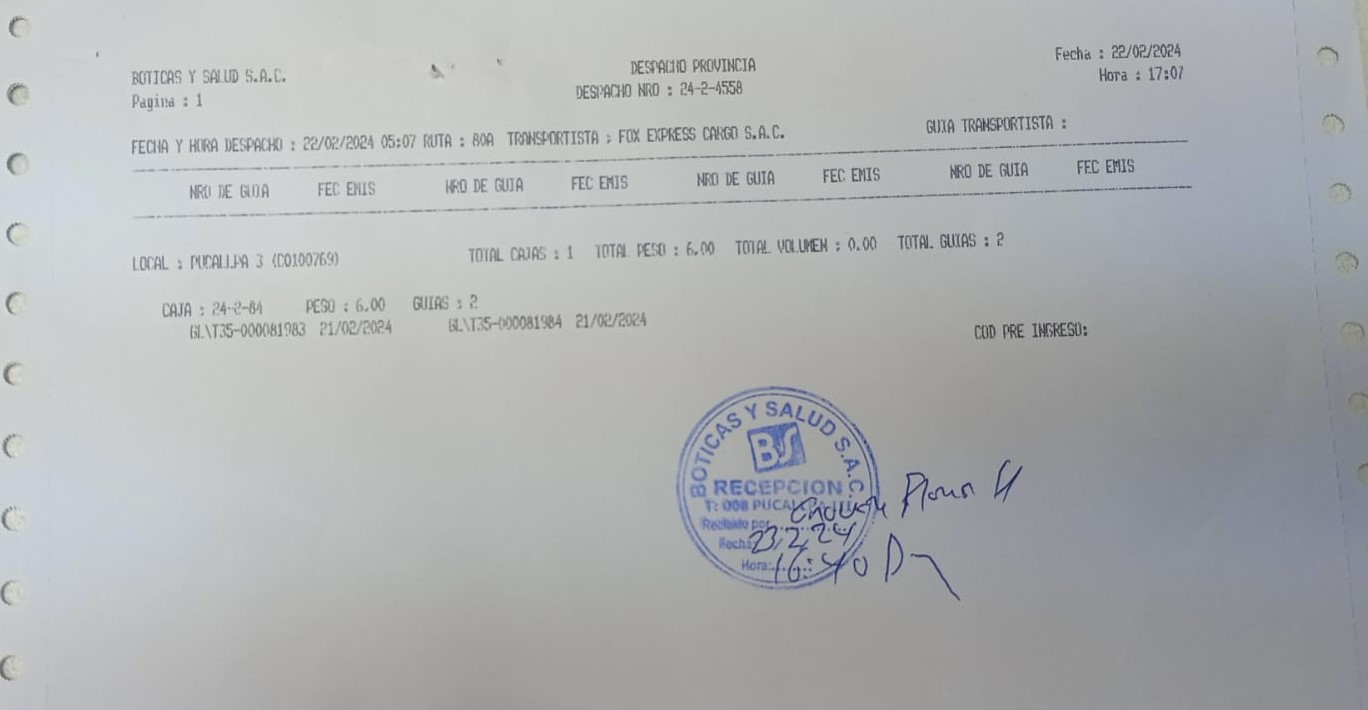 BOTICAS Y SALUD S.A.C.
DESPACHO PROVINCIA
Fecha : 22/02/2024
Pagina : 1
DESPACHO NRO : 24-2-4558
Hora : 17:07
FECHA Y HORA DESPACHO : 22/02/2024 05:07 RUTA : 80A TRANSPORTISTA : FOX EXPRESS CARGO S.A.C.
GUIA TRANSPORTISTA :
NRO DE GUIA FEC EMIS NRO DE GUIA FEC EMIS NRO DE GUIA FEC EMIS NRO DE GUIA FEC EMIS
LOCAL : PUCALLPA 3 (C0100769) TOTAL CAJAS : 1 TOTAL PESO : 6.00 TOTAL VOLUMEN : 0.00 TOTAL GUIAS : 2
CAJA : 24-2-84 PESO : 6.00 GUIAS : 2
GL\T35-000081983 21/02/2024 GL\T35-000081984 21/02/2024
COD PRE INGRESO:
BOTICAS Y SALUD S.A.C.
BS
RECEPCION
T: 008 PUCALLPA III
Recibido por
Fecha: 23/2/24
Hora: 16:40